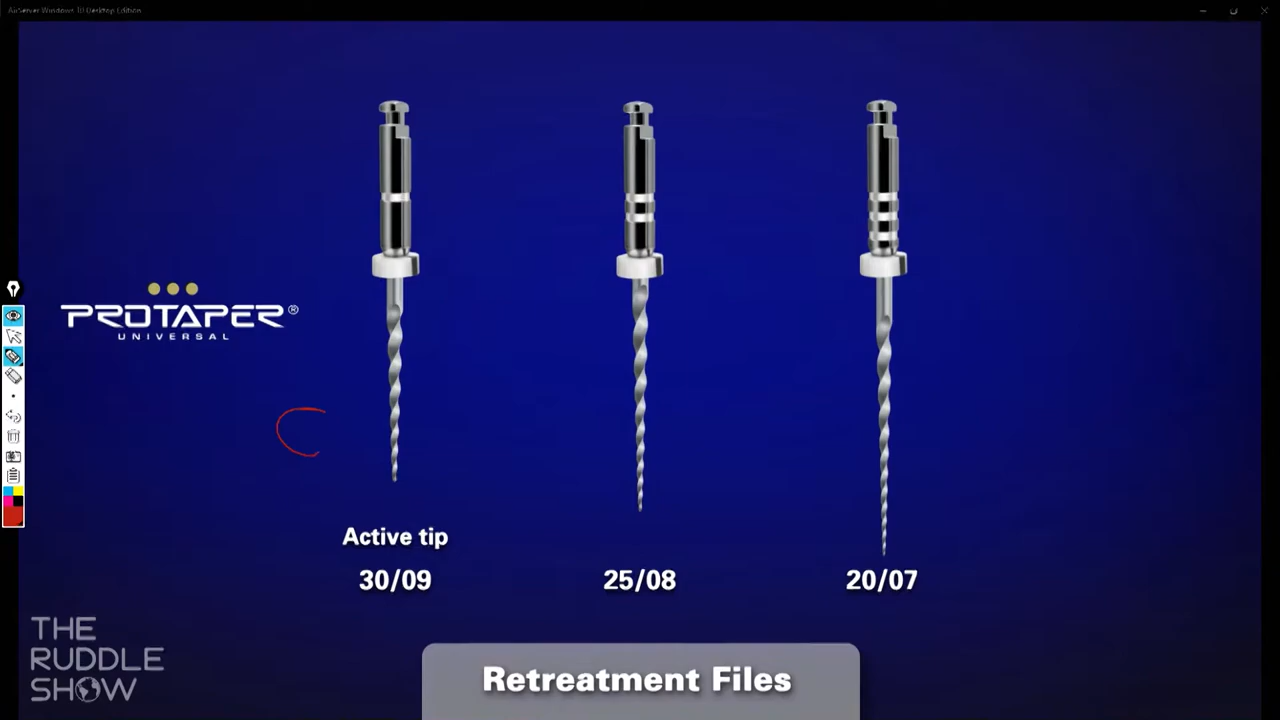 AirServer Windows 10 Desktop Edition
PROTAPER®
UNIVERSAL
Active tip
30/09
25/08
20/07
THE
RUDDLE
SHOW
Retreatment Files